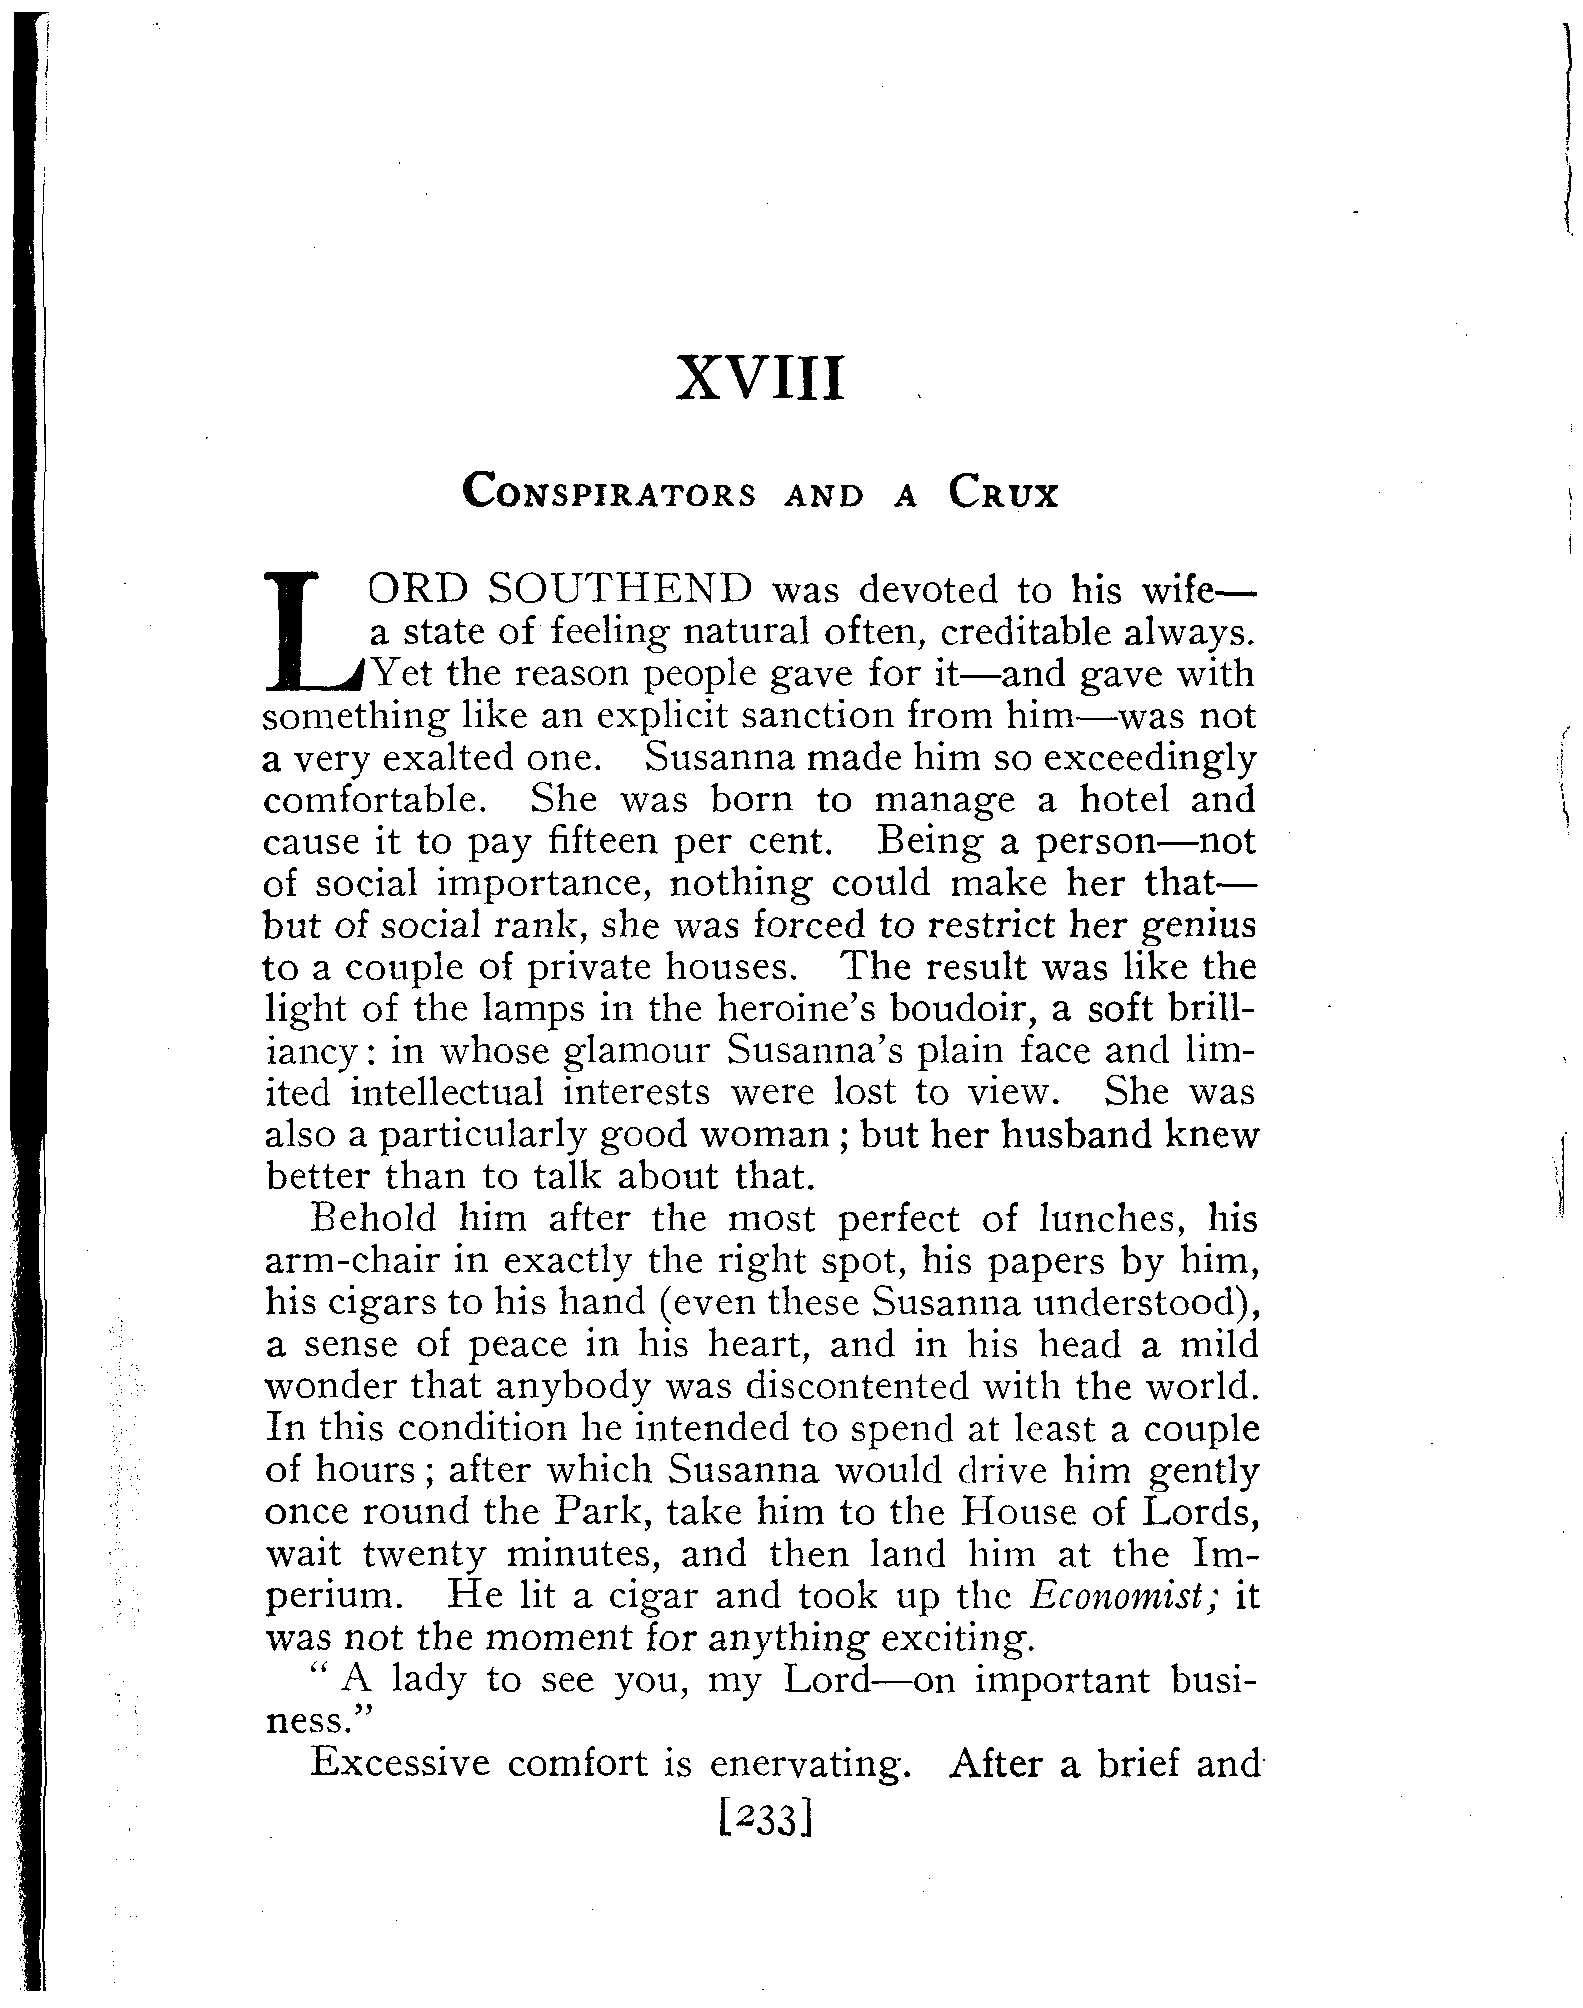 XVIII
Conspirators and a Crux
LORD SOUTHEND was devoted to his wife—
a state of feeling natural often, creditable always.
Yet the reason people gave for it—and gave with
something like an explicit sanction from him—was not
a very exalted one. Susanna made him so exceedingly
comfortable. She was born to manage a hotel and
cause it to pay fifteen per cent. Being a person—not
of social importance, nothing could make her that—
but of social rank, she was forced to restrict her genius
to a couple of private houses. The result was like the
light of the lamps in the heroine's boudoir, a soft brill-
iancy: in whose glamour Susanna's plain face and lim-
ited intellectual interests were lost to view. She was
also a particularly good woman; but her husband knew
better than to talk about that.
Behold him after the most perfect of lunches, his
arm-chair in exactly the right spot, his papers by him,
his cigars to his hand (even these Susanna understood),
a sense of peace in his heart, and in his head a mild
wonder that anybody was discontented with the world.
In this condition he intended to spend at least a couple
of hours; after which Susanna would drive him gently
once round the Park, take him to the House of Lords,
wait twenty minutes, and then land him at the Im-
perium. He lit a cigar and took up the Economist; it
was not the moment for anything exciting.
"A lady to see you, my Lord—on important busi-
ness."
Excessive comfort is enervating. After a brief and
[233]